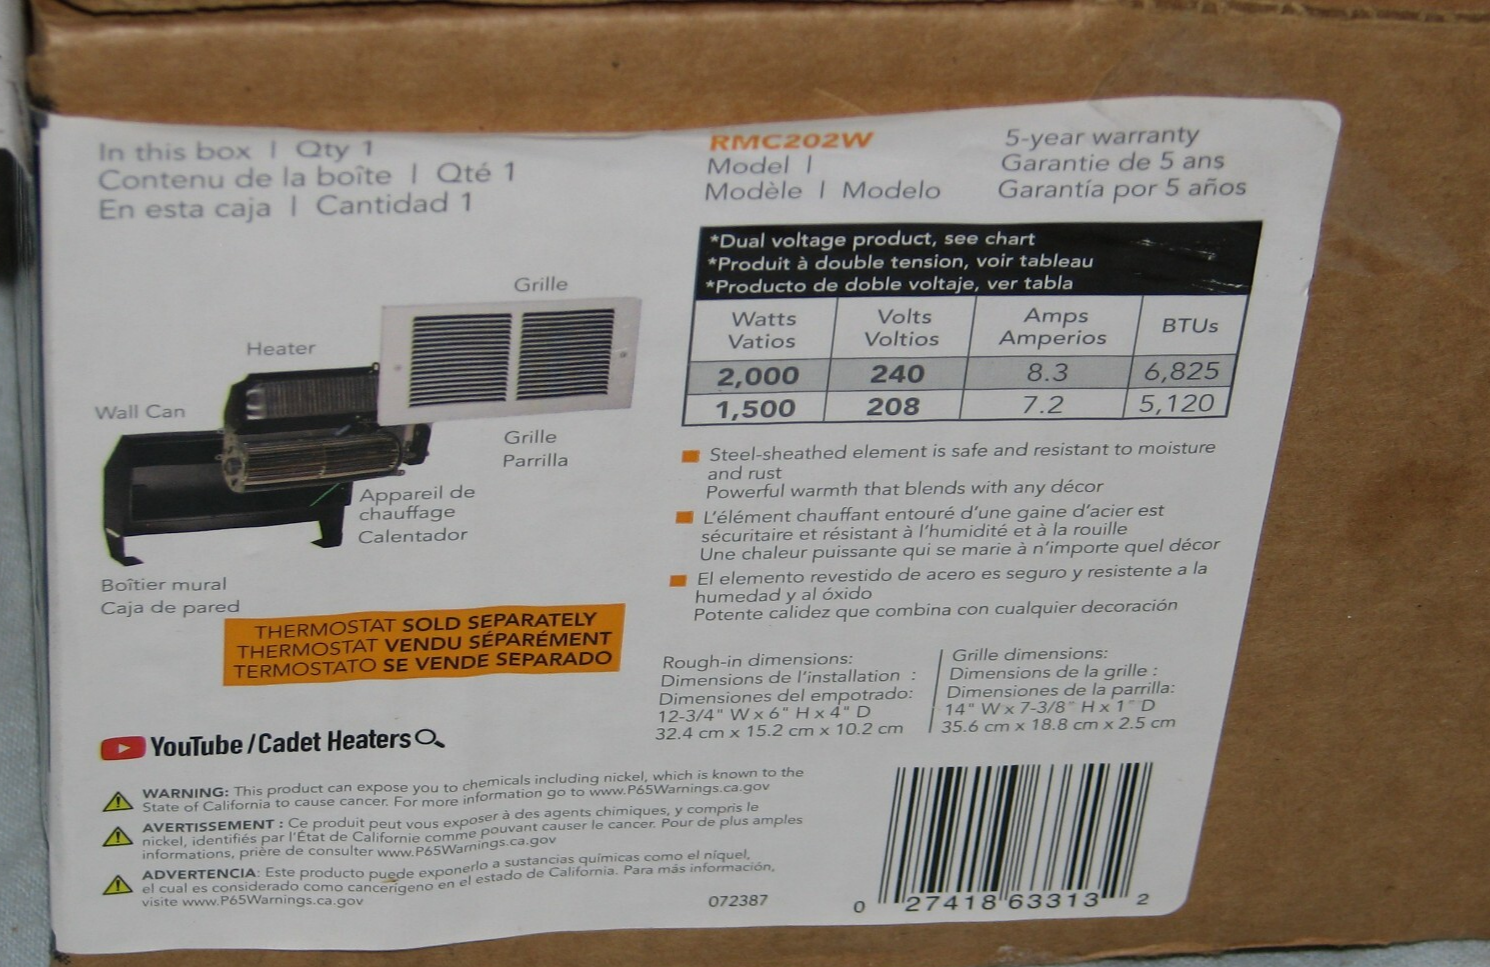 In this box | Qty 1
Contenu de la boîte | Qté 1
En esta caja | Cantidad 1
RMC202W
Model |
Modèle | Modelo
5-year warranty
Garantie de 5 ans
Garantía por 5 años
*Dual voltage product, see chart
*Produit à double tension, voir tableau
*Producto de doble voltaje, ver tabla
Watts Volts Amps BTUs
Vatios Voltios Amperios
2,000 240 8.3 6,825
1,500 208 7.2 5,120
Grille
Heater
Wall Can
Grille
Parrilla
Appareil de
chauffage
Calentador
Boîtier mural
Caja de pared
THERMOSTAT SOLD SEPARATELY
THERMOSTAT VENDU SÉPARÉMENT
TERMOSTATO SE VENDE SEPARADO
Steel-sheathed element is safe and resistant to moisture
and rust
Powerful warmth that blends with any décor
L'élément chauffant entouré d'une gaine d'acier est
sécuritaire et résistant à l'humidité et à la rouille
Une chaleur puissante qui se marie à n'importe quel décor
El elemento revestido de acero es seguro y resistente a la
humedad y al óxido
Potente calidez que combina con cualquier decoración
Rough-in dimensions:
Dimensions de l'installation :
Dimensiones del empotrado:
12-3/4" W x 6" H x 4" D
32.4 cm x 15.2 cm x 10.2 cm
Grille dimensions:
Dimensions de la grille :
Dimensiones de la parrilla:
14" W x 7-3/8" H x 1" D
35.6 cm x 18.8 cm x 2.5 cm
YouTube/Cadet Heaters
WARNING: This product can expose you to chemicals including nickel, which is known to the
State of California to cause cancer. For more information go to www.P65Warnings.ca.gov
AVERTISSEMENT : Ce produit peut vous exposer à des agents chimiques, y compris le
nickel, identifiés par l'État de Californie comme pouvant causer le cancer. Pour de plus amples
informations, prière de consulter www.P65Warnings.ca.gov
ADVERTENCIA: Este producto puede exponerlo a sustancias químicas como el níquel,
el cual es considerado como cancerígeno en el estado de California. Para más información,
visite www.P65Warnings.ca.gov
072387
0 27418 63313 2